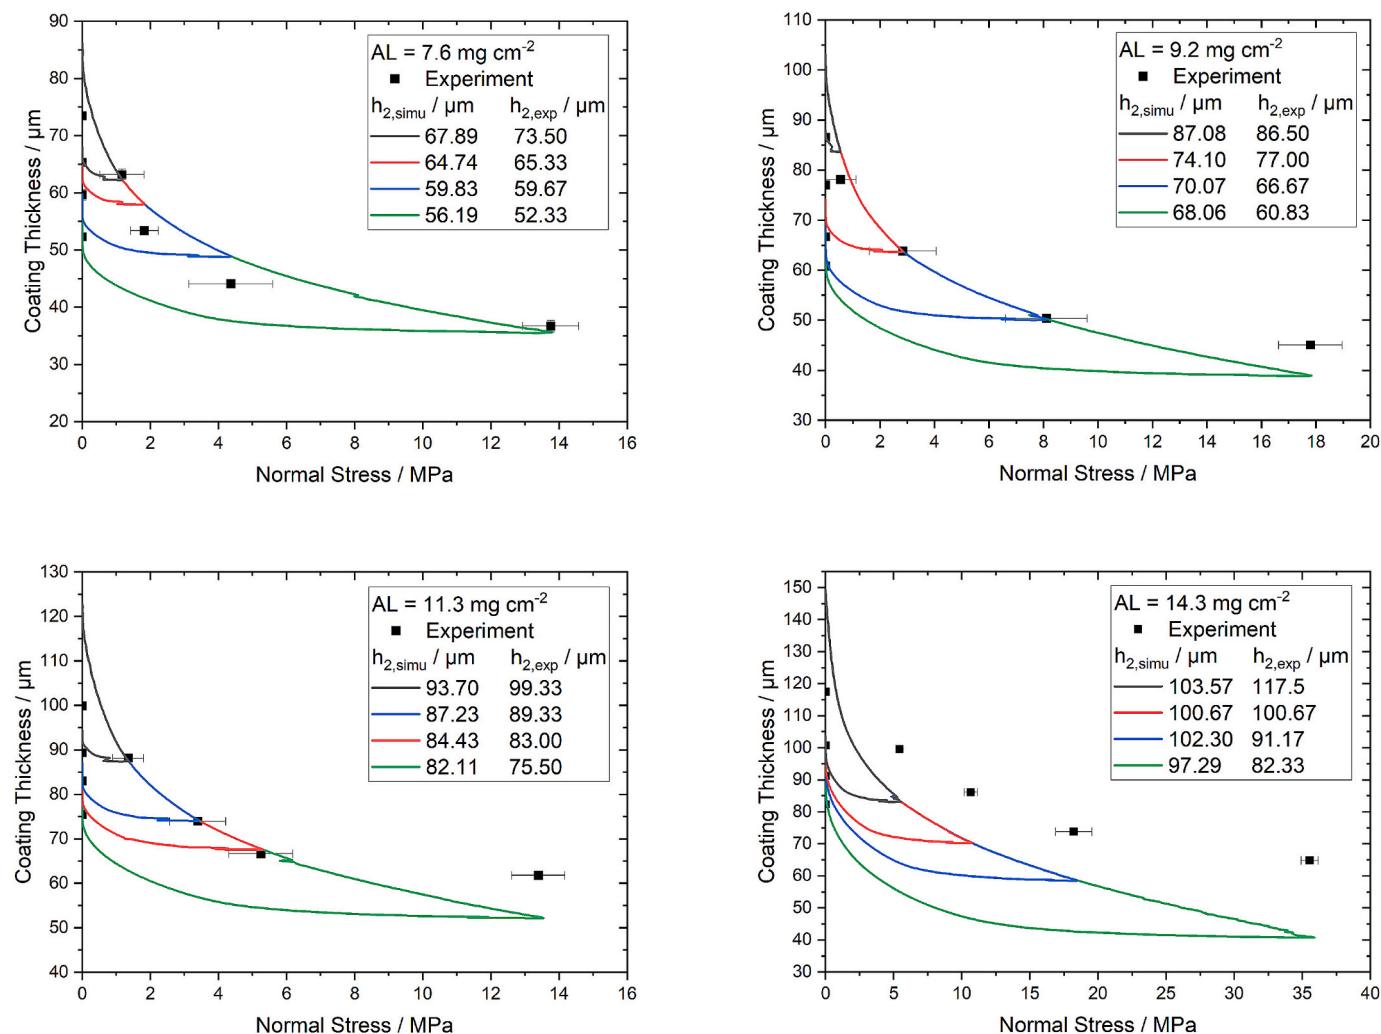 AL = 7.6 mg cm-2
Experiment
h2,simu / µm h2,exp / µm
67.89 73.50
64.74 65.33
59.83 59.67
56.19 52.33
90
80
70
60
50
40
30
20
Coating Thickness / µm
0 2 4 6 8 10 12 14 16
Normal Stress / MPa
AL = 9.2 mg cm-2
Experiment
h2,simu / µm h2,exp / µm
87.08 86.50
74.10 77.00
70.07 66.67
68.06 60.83
110
100
90
80
70
60
50
40
30
Coating Thickness / µm
0 2 4 6 8 10 12 14 16 18 20
Normal Stress / MPa
AL = 11.3 mg cm-2
Experiment
h2,simu / µm h2,exp / µm
93.70 99.33
87.23 89.33
84.43 83.00
82.11 75.50
130
120
110
100
90
80
70
60
50
40
Coating Thickness / µm
0 2 4 6 8 10 12 14 16
Normal Stress / MPa
AL = 14.3 mg cm-2
Experiment
h2,simu / µm h2,exp / µm
103.57 117.5
100.67 100.67
102.30 91.17
97.29 82.33
150
140
130
120
110
100
90
80
70
60
50
40
30
Coating Thickness / µm
0 5 10 15 20 25 30 35 40
Normal Stress / MPa